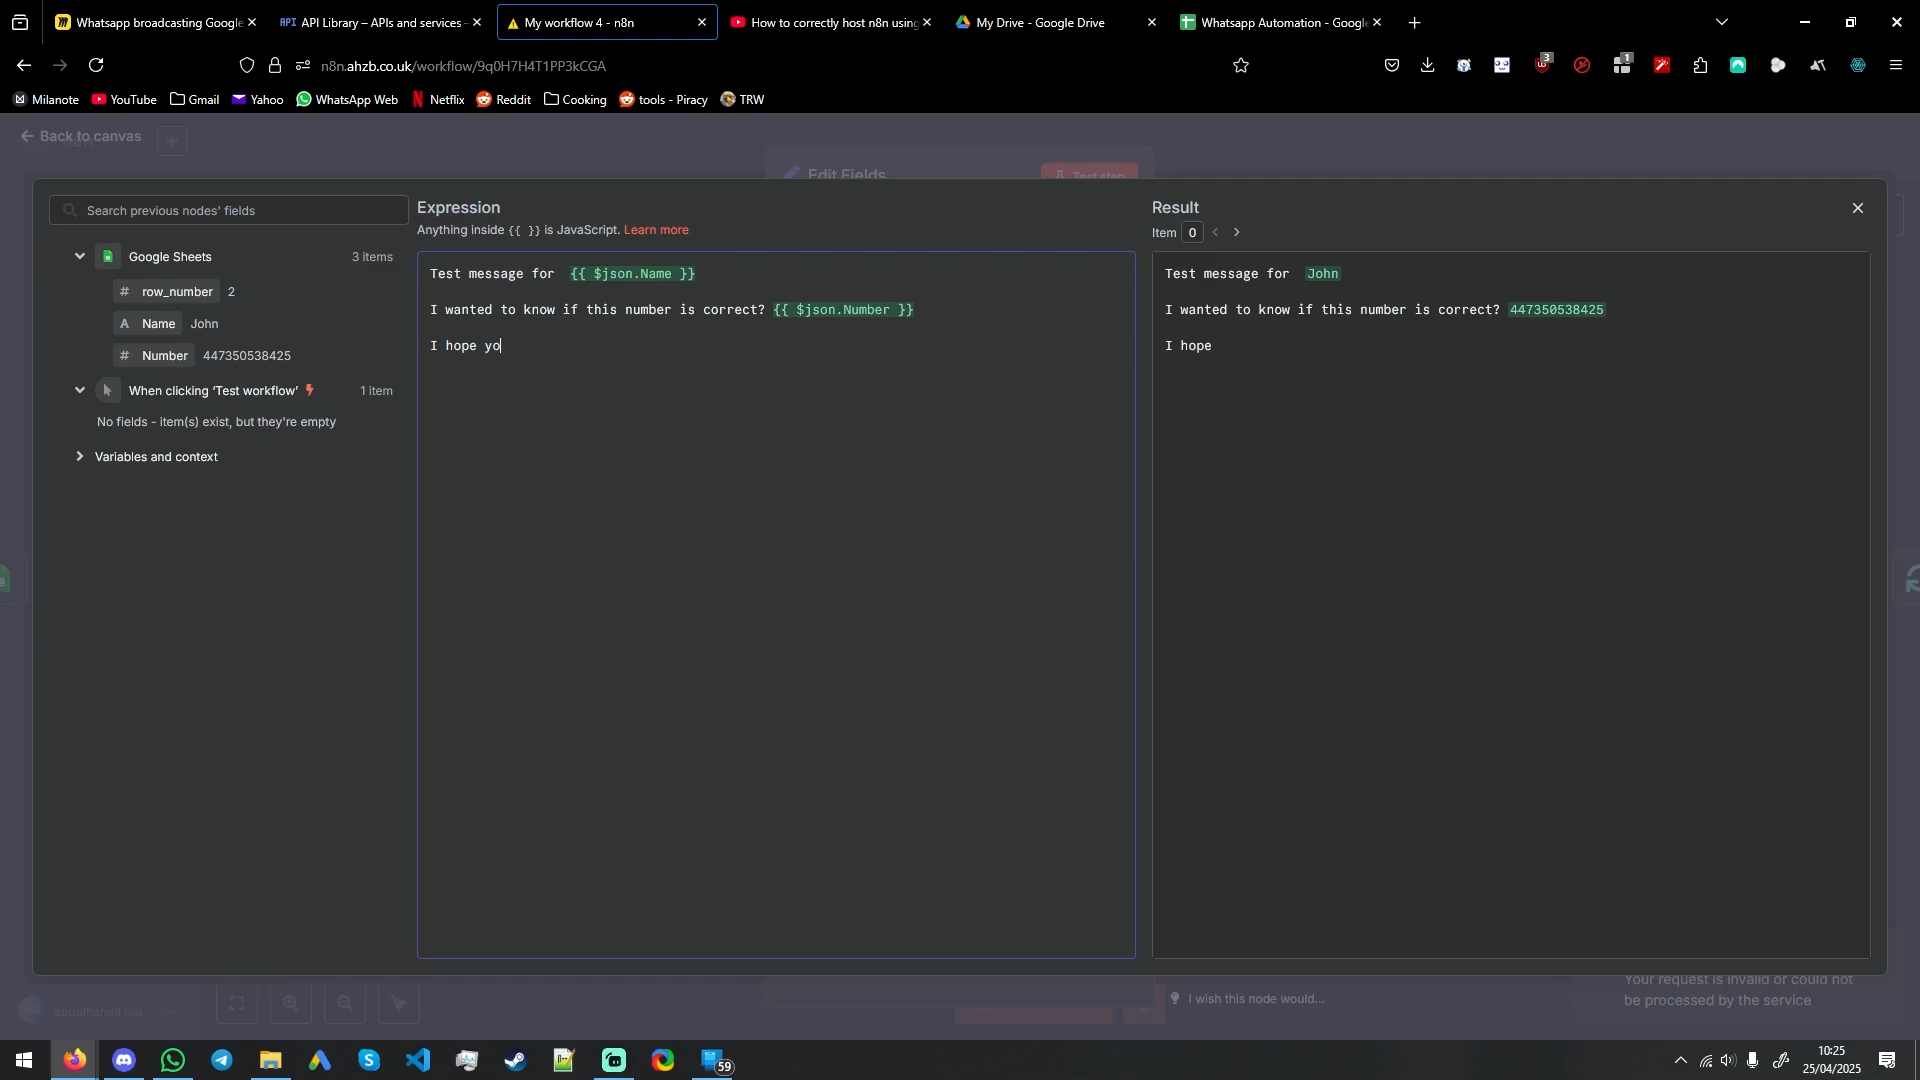 Whatsapp broadcasting Google
API Library – APIs and services -
My workflow 4 - n8n
How to correctly host n8n using
My Drive - Google Drive
Whatsapp Automation - Google
n8n.ahzb.co.uk/workflow/9q0H7H4T1PP3kCGA
3
1
Milanote
YouTube
Gmail
Yahoo
WhatsApp Web
Netflix
Reddit
Cooking
tools - Piracy
TRW
Back to canvas
Edit Fields
Test step
Search previous nodes' fields
Expression
Anything inside {{ }} is JavaScript. Learn more
Result
Item 0
Google Sheets
3 items
# row_number 2
A Name John
# Number 447350538425
When clicking ‘Test workflow’
1 item
No fields - item(s) exist, but they're empty
Variables and context
Test message for {{ $json.Name }}
I wanted to know if this number is correct? {{ $json.Number }}
I hope yo
Test message for John
I wanted to know if this number is correct? 447350538425
I hope
I wish this node would...
Your request is invalid or could not
be processed by the service
59
10:25
25/04/2025